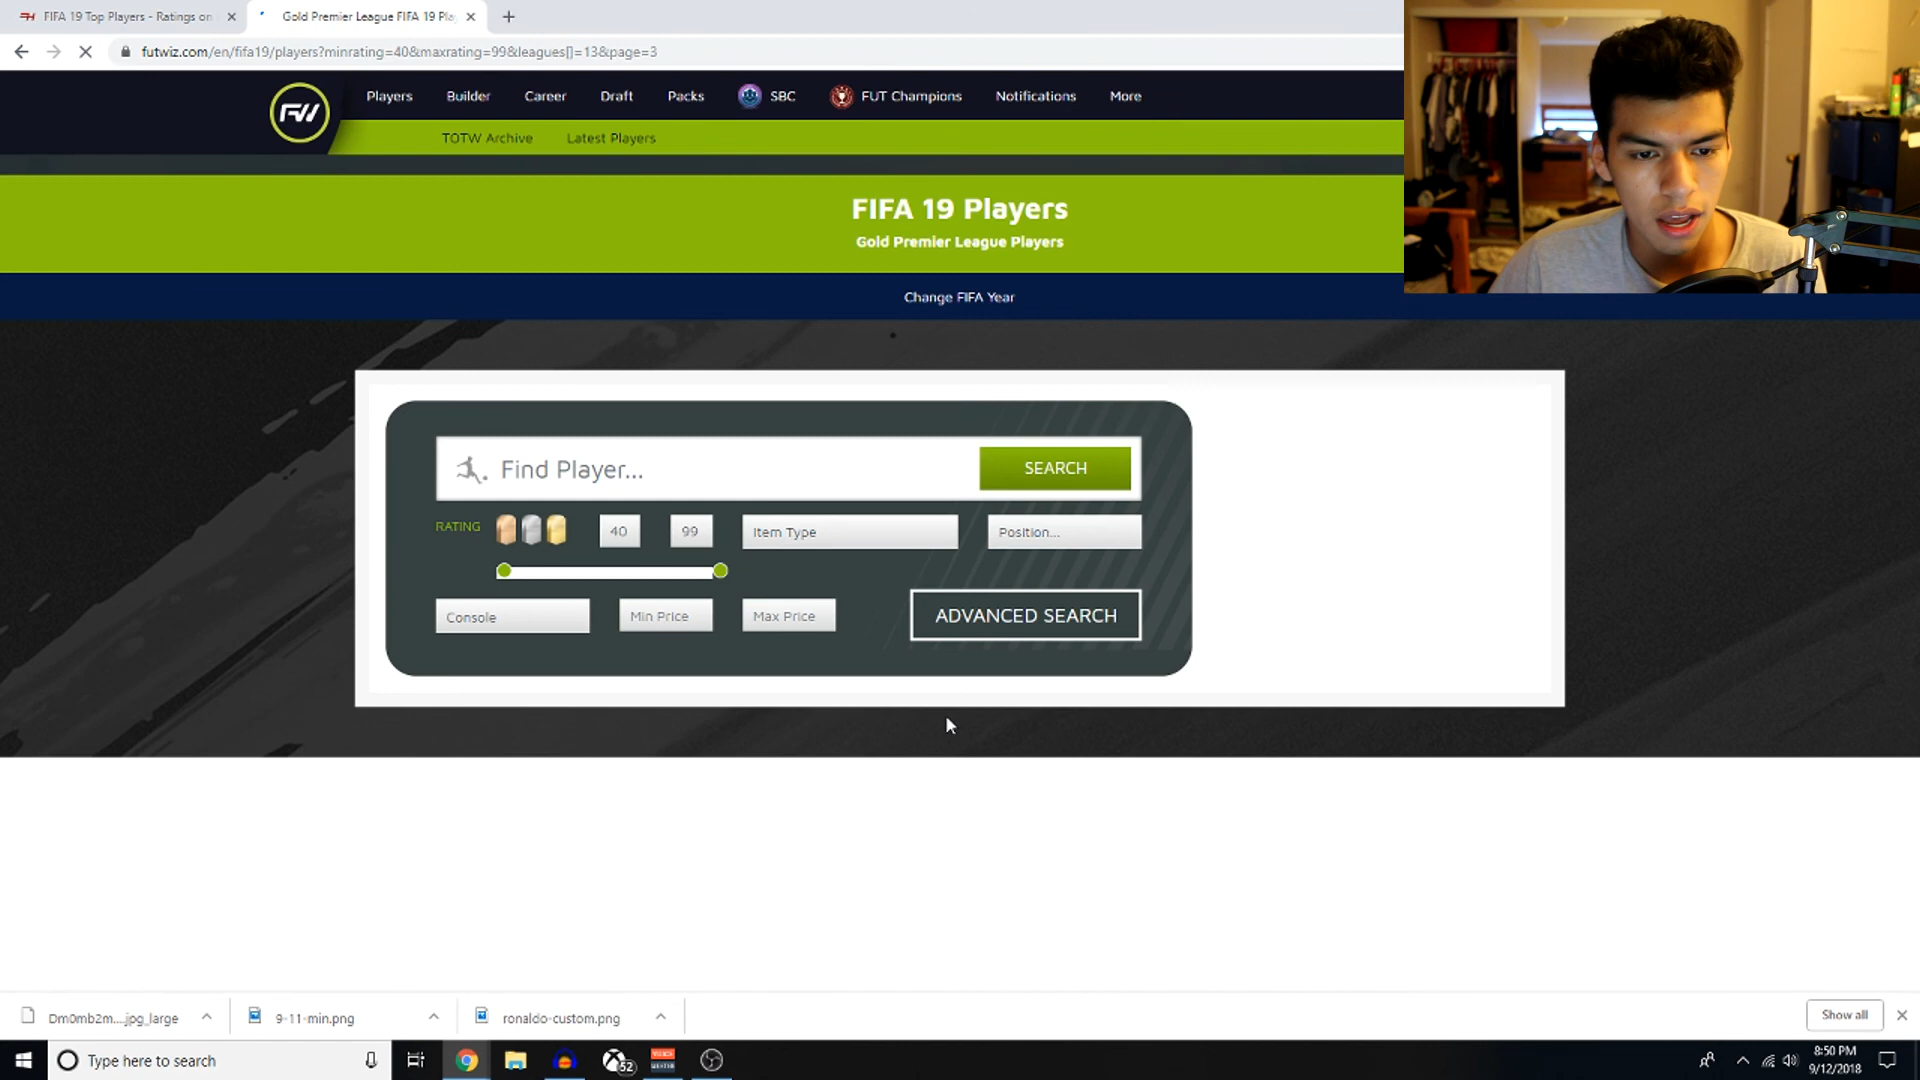 FIFA 19 Top Players - Ratings on
Gold Premier League FIFA 19 Pla
futwiz.com/en/fifa19/players?minrating=40&maxrating=99&leagues[]=13&page=3
FW
Players Builder Career Draft Packs SBC FUT Champions Notifications More
TOTW Archive Latest Players
FIFA 19 Players
Gold Premier League Players
Change FIFA Year
Find Player... SEARCH
RATING 40 99 Item Type Position...
Console Min Price Max Price ADVANCED SEARCH
Dm0mb2m....jpg_large 9-11-min.png ronaldo-custom.png Show all
Type here to search 52 8:50 PM
9/12/2018